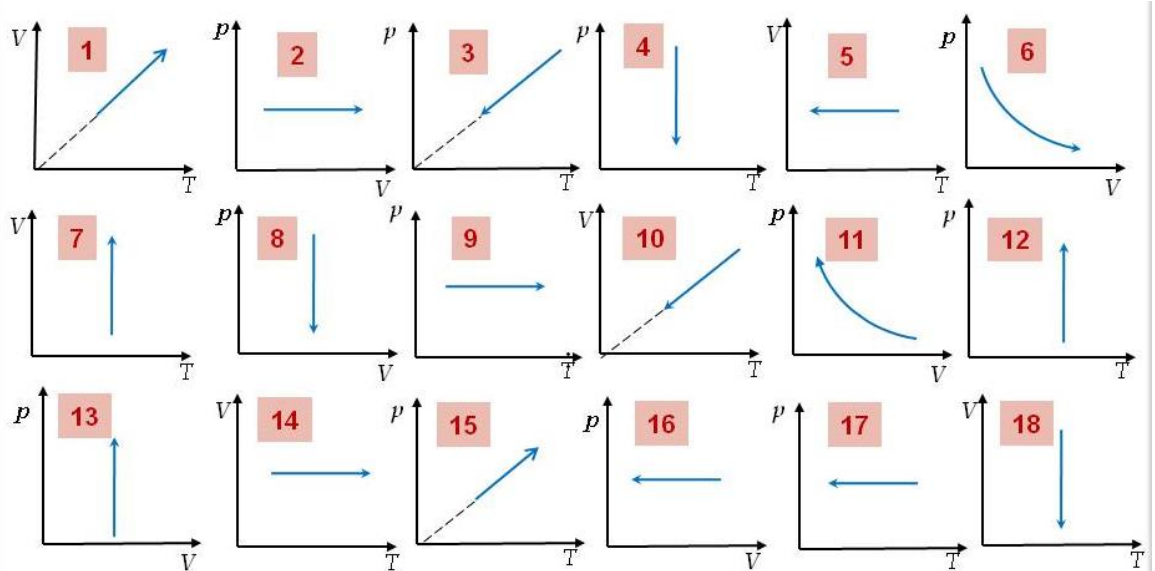 V 1 T
p 2 V
p 3 T
p 4 T
V 5 T
p 6 V
V 7 T
p 8 V
p 9 T
V 10 T
p 11 V
p 12 T
p 13 V
V 14 T
p 15 T
p 16 V
p 17 T
V 18 T